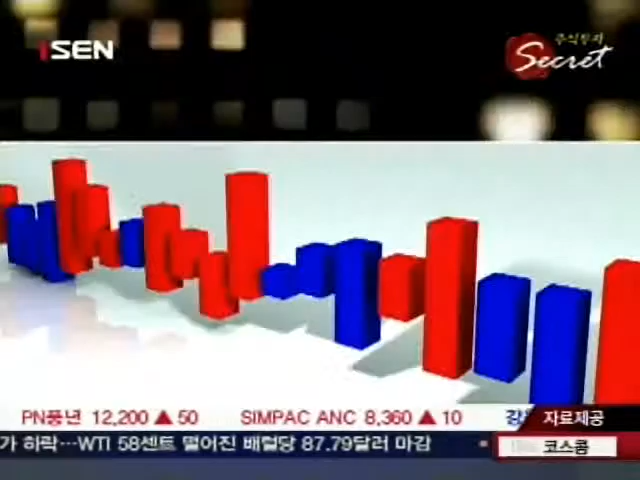 SEN
주식투자
Secret
PN풍년 12,200 ▲ 50 SIMPAC ANC 8,360 ▲ 10
자료제공
가 하락…WTI 58센트 떨어진 배럴당 87.79달러 마감
코스콤